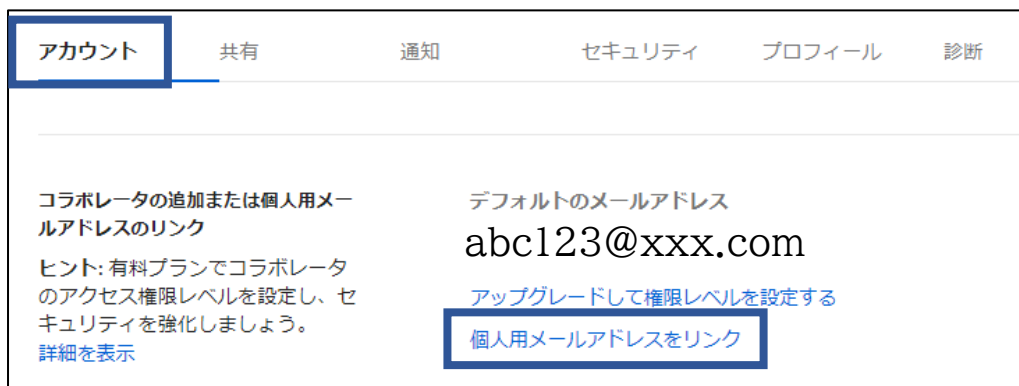 アカウント 共有 通知 セキュリティ プロフィール 診断
コラボレータの追加または個人用メー
ルアドレスのリンク
ヒント: 有料プランでコラボレータ
のアクセス権限レベルを設定し、セ
キュリティを強化しましょう。
詳細を表示
デフォルトのメールアドレス
abc123@xxx.com
アップグレードして権限レベルを設定する
個人用メールアドレスをリンク